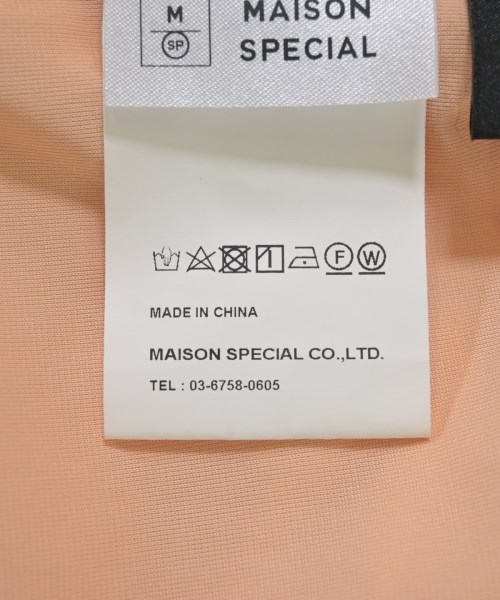 M
SP
MAISON
SPECIAL
F W
MADE IN CHINA
MAISON SPECIAL CO.,LTD.
TEL : 03-6758-0605